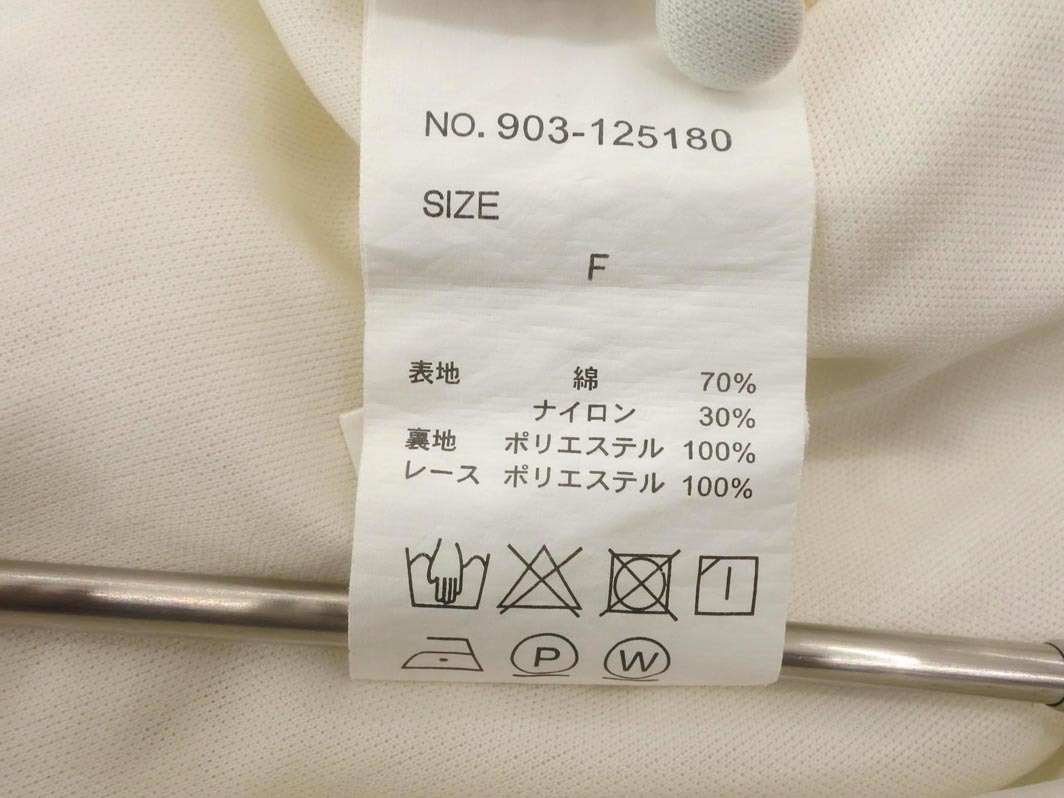 NO. 903-125180
SIZE
F
表地 綿 70%
ナイロン 30%
裏地 ポリエステル 100%
レース ポリエステル 100%
P W